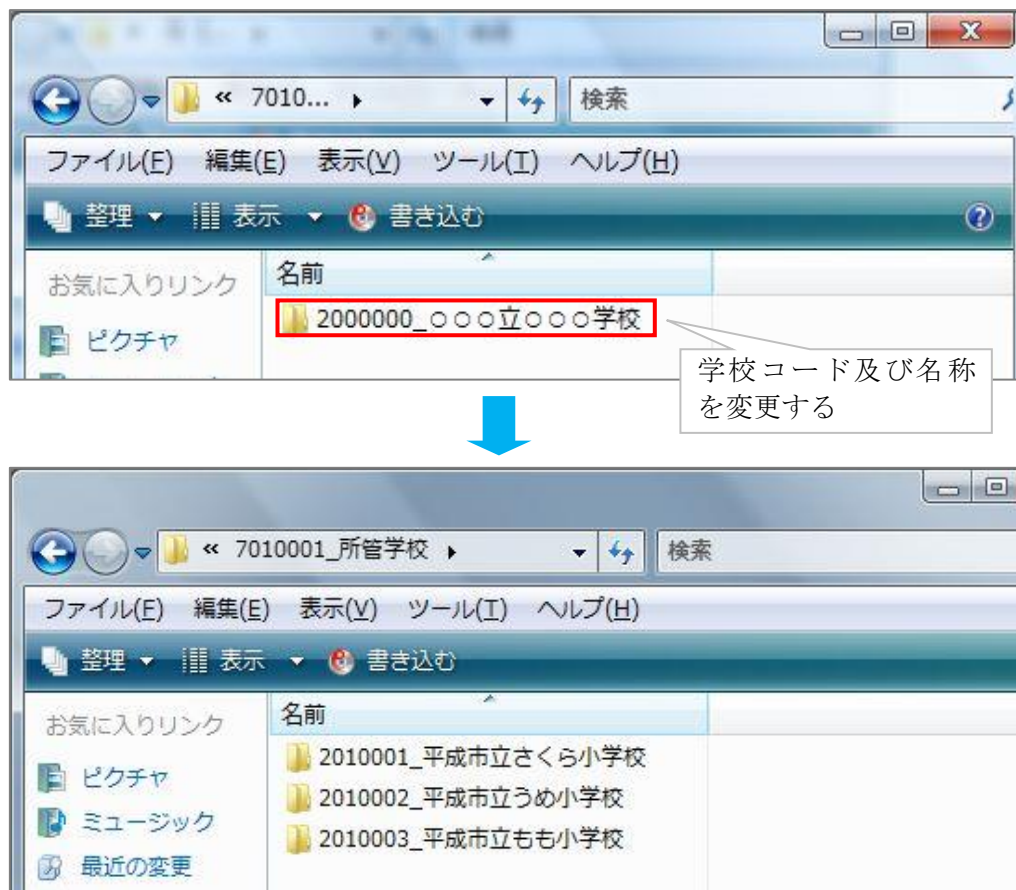 « 7010...
検索
ファイル(F) 編集(E) 表示(V) ツール(T) ヘルプ(H)
整理 表示 書き込む
お気に入りリンク
名前
2000000_○○○立○○○学校
ピクチャ
学校コード及び名称
を変更する
« 7010001_所管学校
検索
ファイル(F) 編集(E) 表示(V) ツール(T) ヘルプ(H)
整理 表示 書き込む
お気に入りリンク
名前
2010001_平成市立さくら小学校
ピクチャ
2010002_平成市立うめ小学校
ミュージック
2010003_平成市立もも小学校
最近の変更